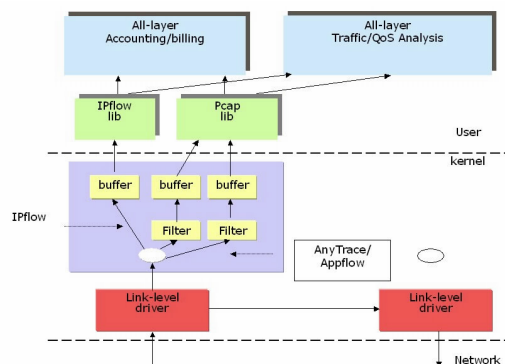 All-layer
Accounting/billing
All-layer
Traffic/QoS Analysis
IPflow
lib
Pcap
lib
User
kernel
buffer
buffer
buffer
IPflow
Filter
Filter
AnyTrace/
Appflow
Link-level
driver
Link-level
driver
Network